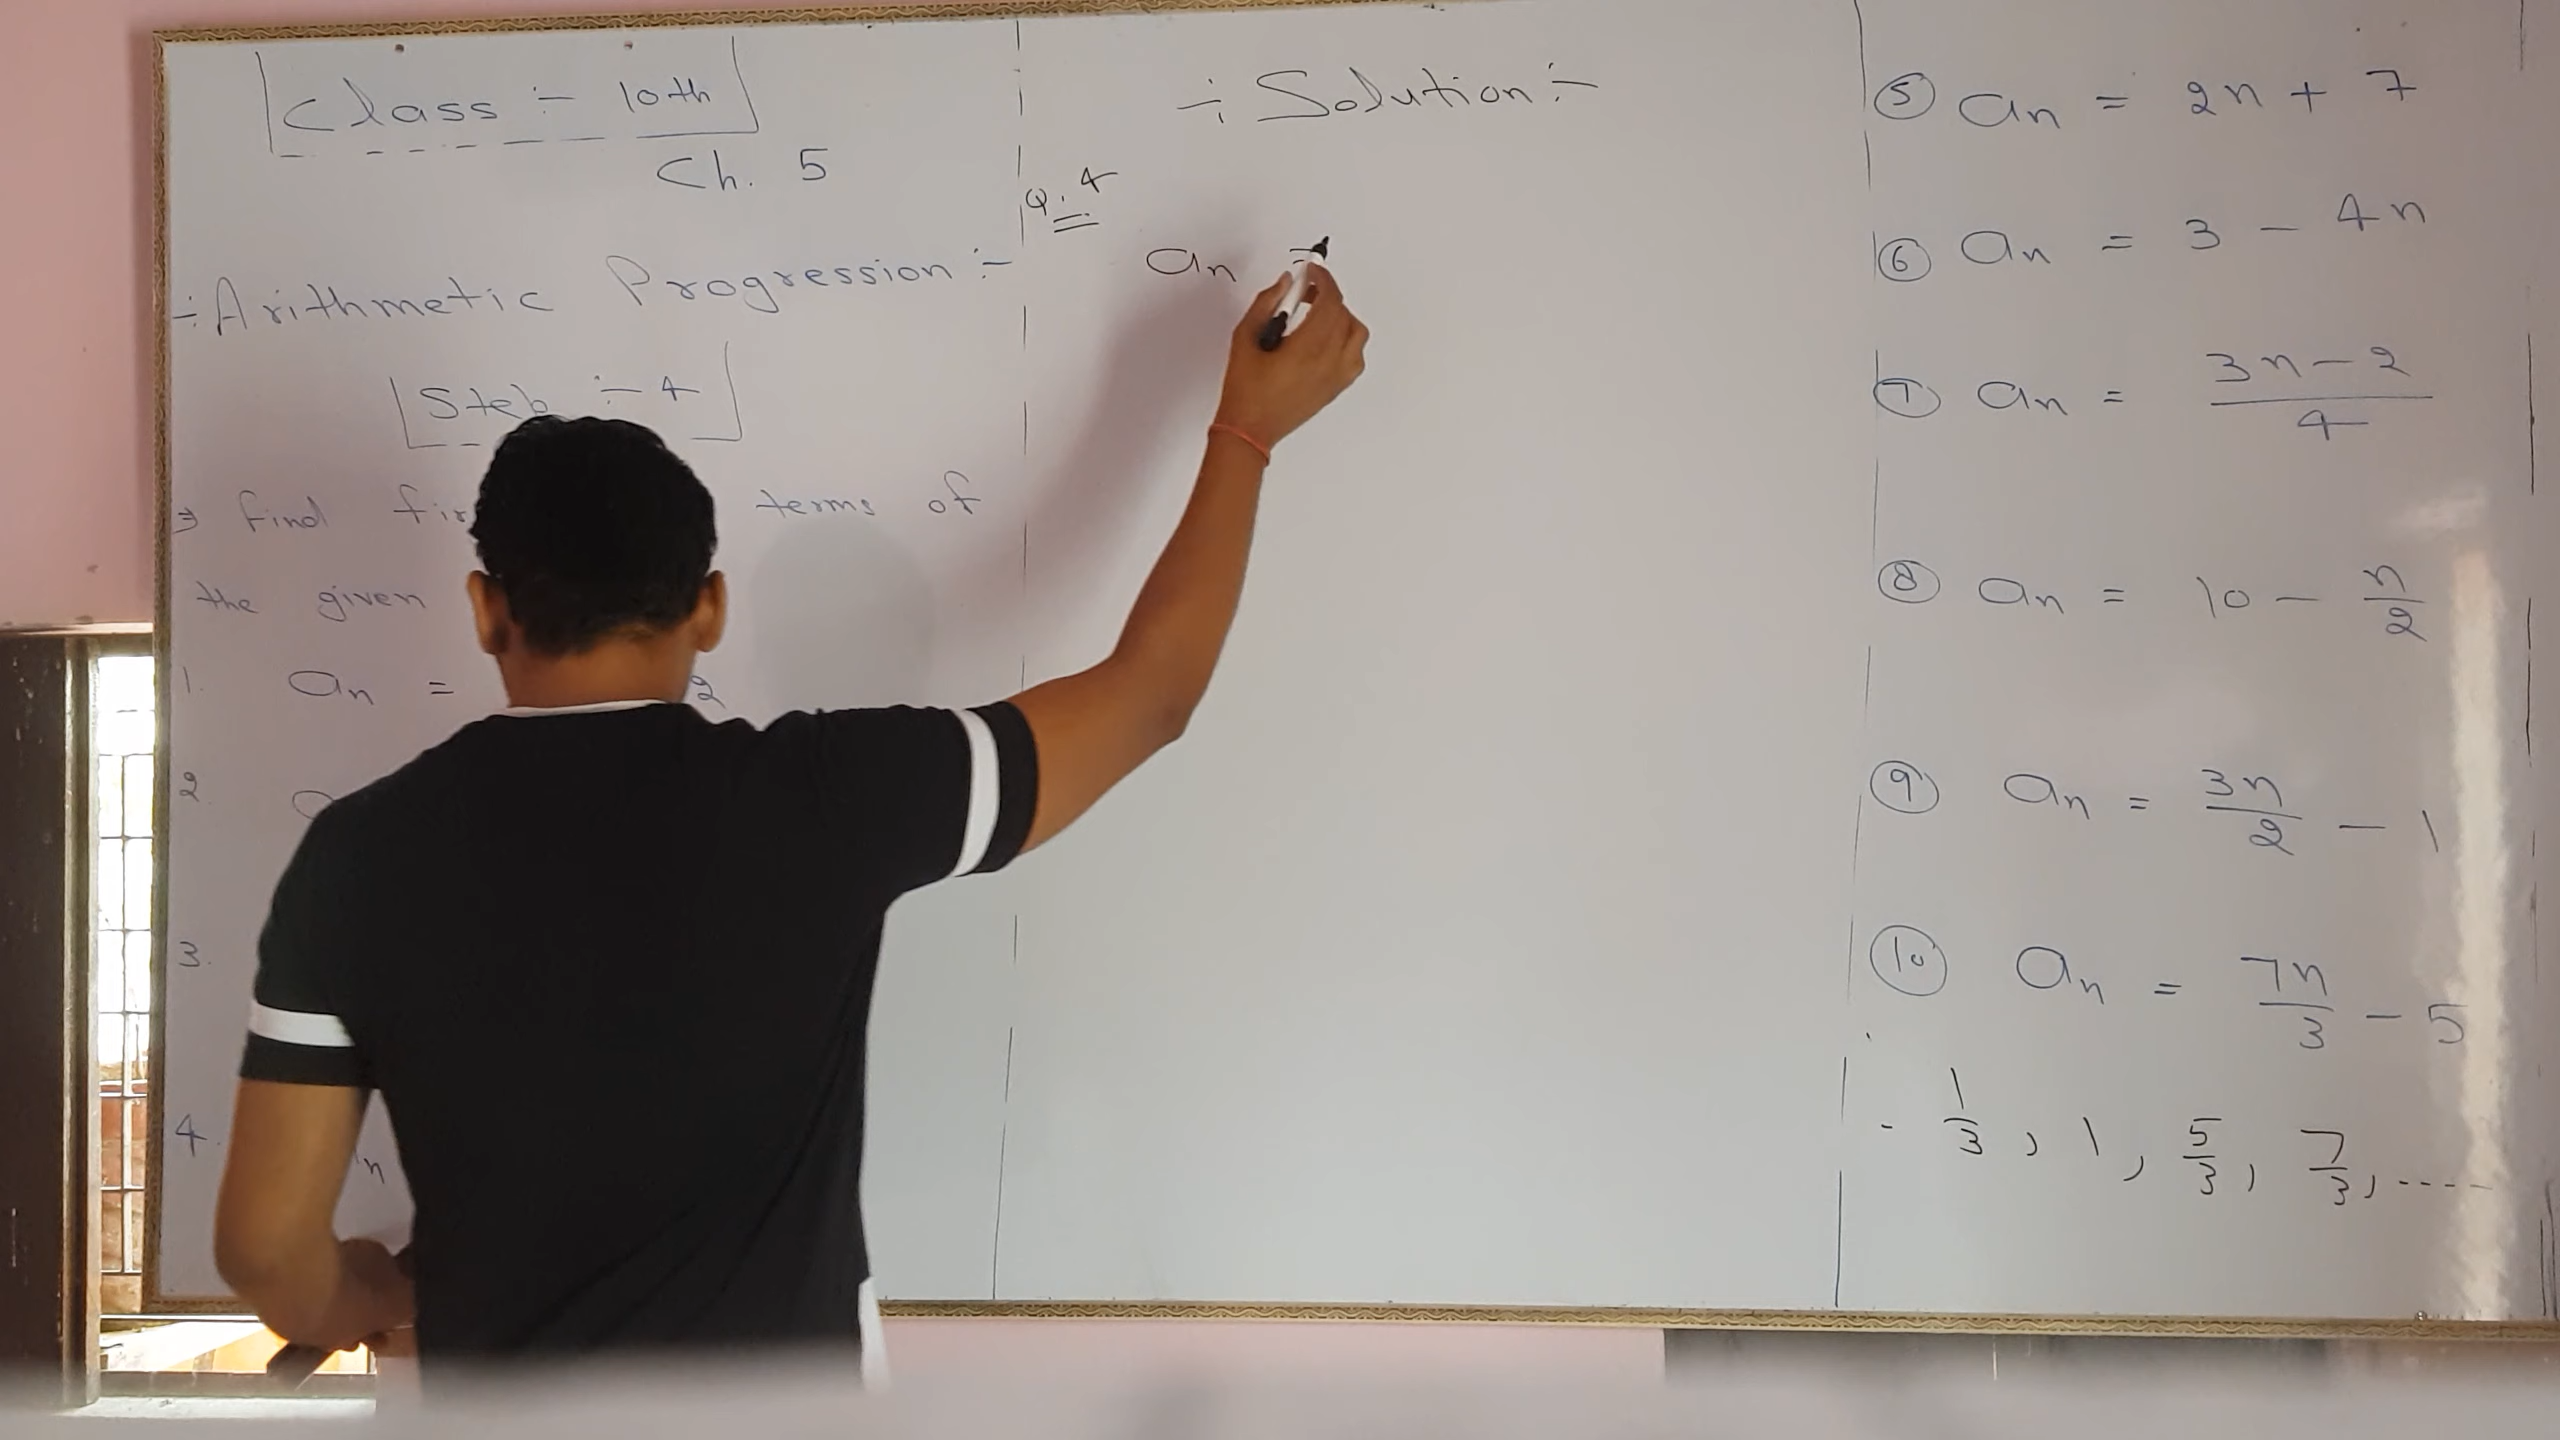 Class :- 10th
Ch. 5
÷ Arithmetic Progression :-
Steb :- 4
find terms of
the given
1. an = 2
2.
3.
4. n
÷ Solution :-
Q. 4
an =
5 an = 2n + 7
6 an = 3 - 4n
7 an = 3n - 2 / 4
8 an = 10 - n/2
9 an = 3n/2 - 1
10 an = 7n/3 - 5
1/3, 1, 5/3, 7/3, ----